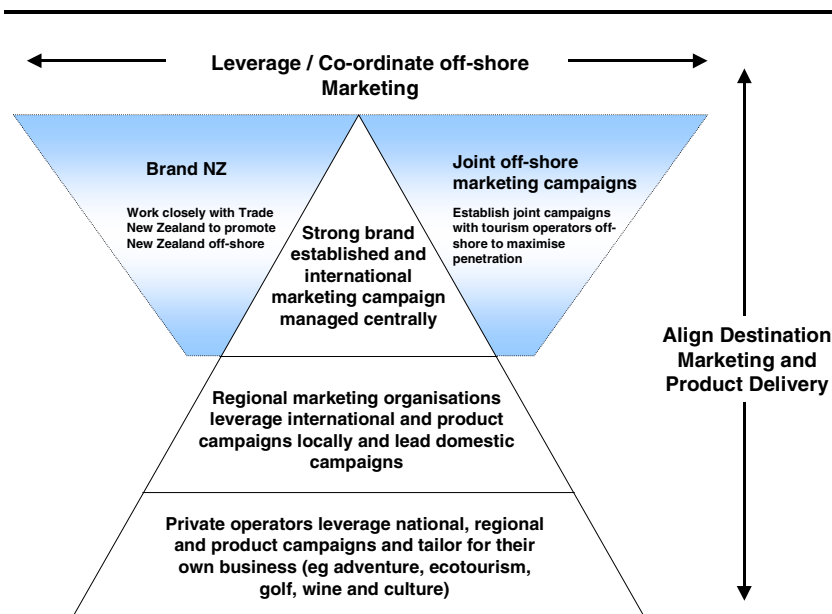 Leverage / Co-ordinate off-shore
Marketing
Brand NZ
Work closely with Trade
New Zealand to promote
New Zealand off-shore
Strong brand
established and
international
marketing campaign
managed centrally
Joint off-shore
marketing campaigns
Establish joint campaigns
with tourism operators off-
shore to maximise
penetration
Align Destination
Marketing and
Product Delivery
Regional marketing organisations
leverage international and product
campaigns locally and lead domestic
campaigns
Private operators leverage national, regional
and product campaigns and tailor for their
own business (eg adventure, ecotourism,
golf, wine and culture)